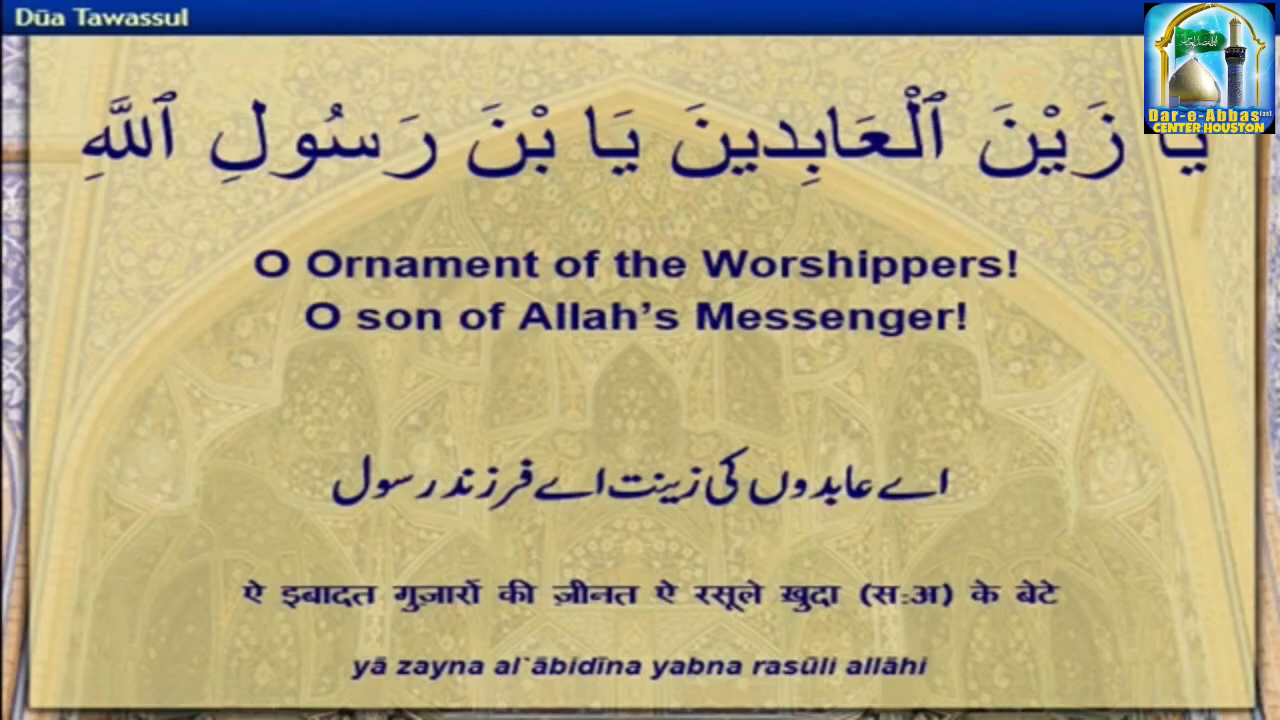 Dūa Tawassul
Dar-e-Abbas (as)
CENTER HOUSTON
يَا زَيْنَ ٱلْعَابِدِينَ يَا بْنَ رَسُولِ ٱللَّهِ
O Ornament of the Worshippers!
O son of Allah’s Messenger!
اے عابدوں کی زینت اے فرزند رسول
ऐ इबादत गुज़ारों की ज़ीनत ऐ रसूले ख़ुदा (स:अ) के बेटे
yā zayna al`ābidīna yabna rasūli allāhi